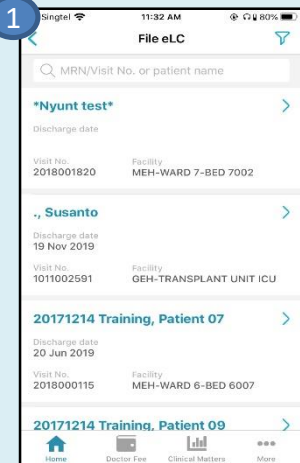 1
Singtel 11:32 AM 80%
File eLC
MRN/Visit No. or patient name
*Nyunt test*
Discharge date
Visit No. Facility
2018001820 MEH-WARD 7-BED 7002
., Susanto
Discharge date
19 Nov 2019
Visit No. Facility
1011002591 GEH-TRANSPLANT UNIT ICU
20171214 Training, Patient 07
Discharge date
20 Jun 2019
Visit No. Facility
2018000115 MEH-WARD 6-BED 6007
20171214 Training, Patient 09
Home Doctor Fee Clinical Matters More